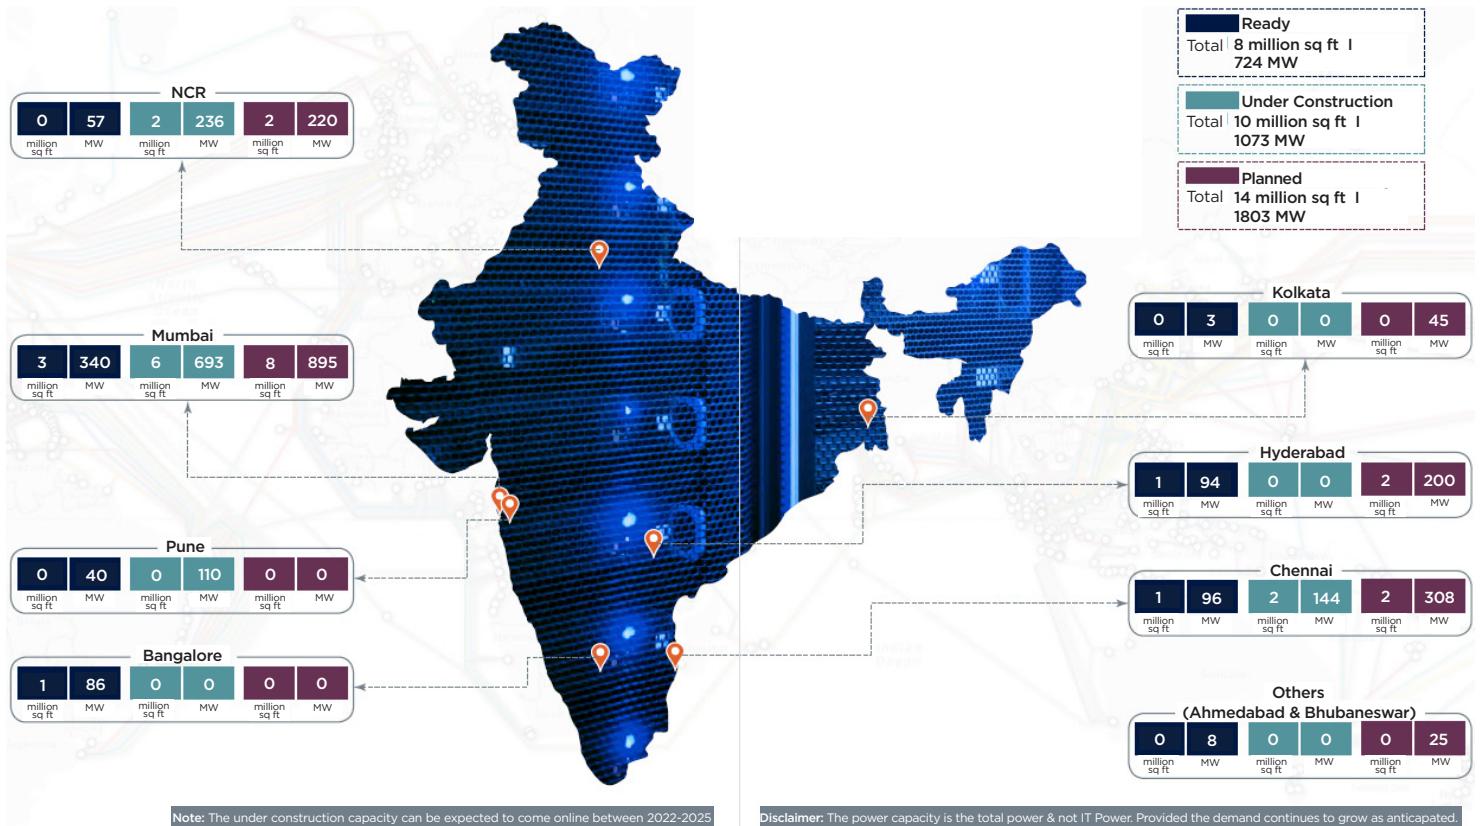 Ready
Total 8 million sq ft I
724 MW
Under Construction
Total 10 million sq ft I
1073 MW
Planned
Total 14 million sq ft I
1803 MW
NCR
0 57 2 236 2 220
million sq ft MW million sq ft MW million sq ft MW
Mumbai
3 340 6 693 8 895
million sq ft MW million sq ft MW million sq ft MW
Pune
0 40 0 110 0 0
million sq ft MW million sq ft MW million sq ft MW
Bangalore
1 86 0 0 0 0
million sq ft MW million sq ft MW million sq ft MW
Kolkata
0 3 0 0 0 45
million sq ft MW million sq ft MW million sq ft MW
Hyderabad
1 94 0 0 2 200
million sq ft MW million sq ft MW million sq ft MW
Chennai
1 96 2 144 2 308
million sq ft MW million sq ft MW million sq ft MW
Others
(Ahmedabad & Bhubaneswar)
0 8 0 0 0 25
million sq ft MW million sq ft MW million sq ft MW
Note: The under construction capacity can be expected to come online between 2022-2025
Disclaimer: The power capacity is the total power & not IT Power. Provided the demand continues to grow as anticapated.